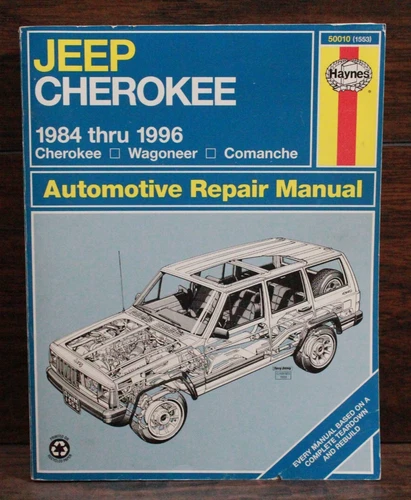 50010 (1553)
JEEP
CHEROKEE
Haynes
1984 thru 1996
Cherokee □ Wagoneer □ Comanche
Automotive Repair Manual
EVERY MANUAL BASED ON A
COMPLETE TEARDOWN
AND REBUILD